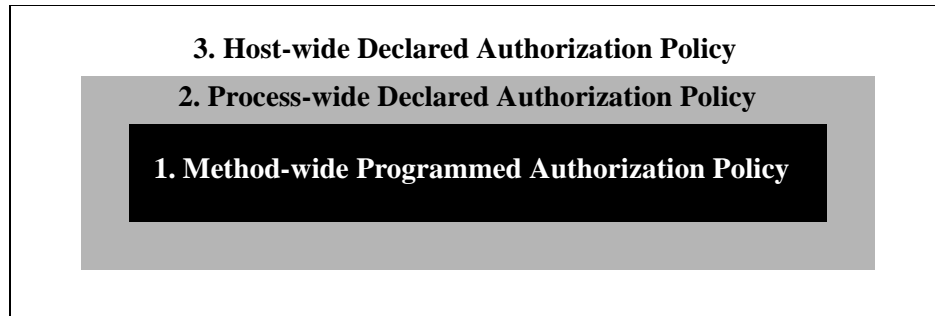 3. Host-wide Declared Authorization Policy
2. Process-wide Declared Authorization Policy
1. Method-wide Programmed Authorization Policy